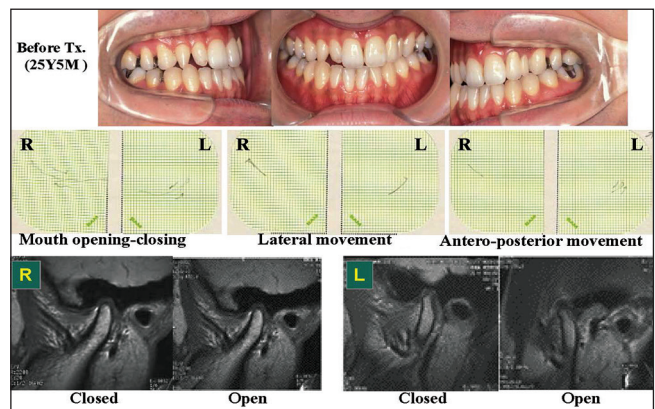 Before Tx.
(25Y5M )
R L R L R L
Mouth opening-closing Lateral movement Antero-posterior movement
R L
Closed Open Closed Open